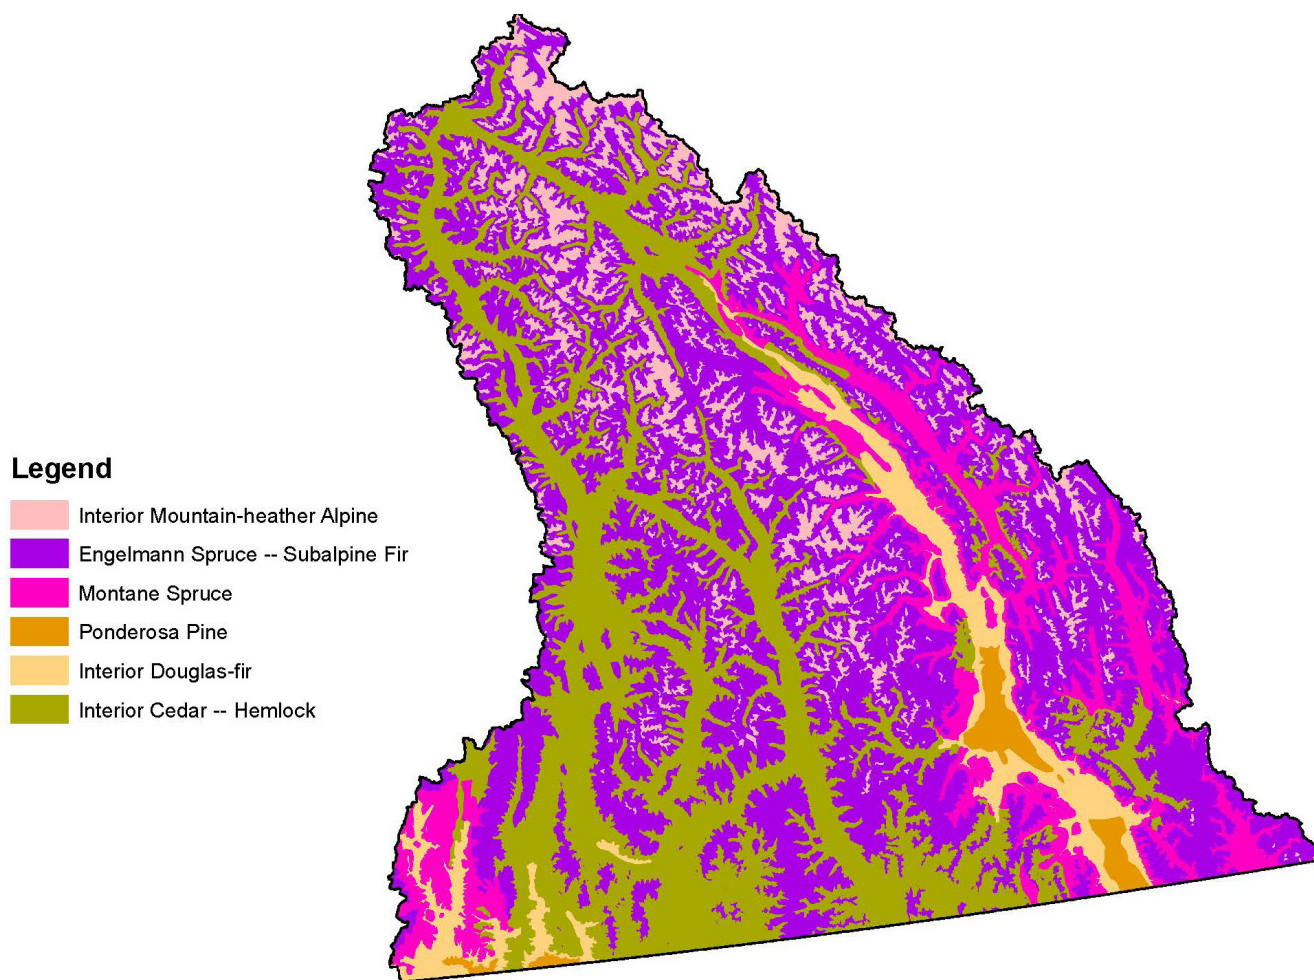 Legend
Interior Mountain-heather Alpine
Engelmann Spruce -- Subalpine Fir
Montane Spruce
Ponderosa Pine
Interior Douglas-fir
Interior Cedar -- Hemlock